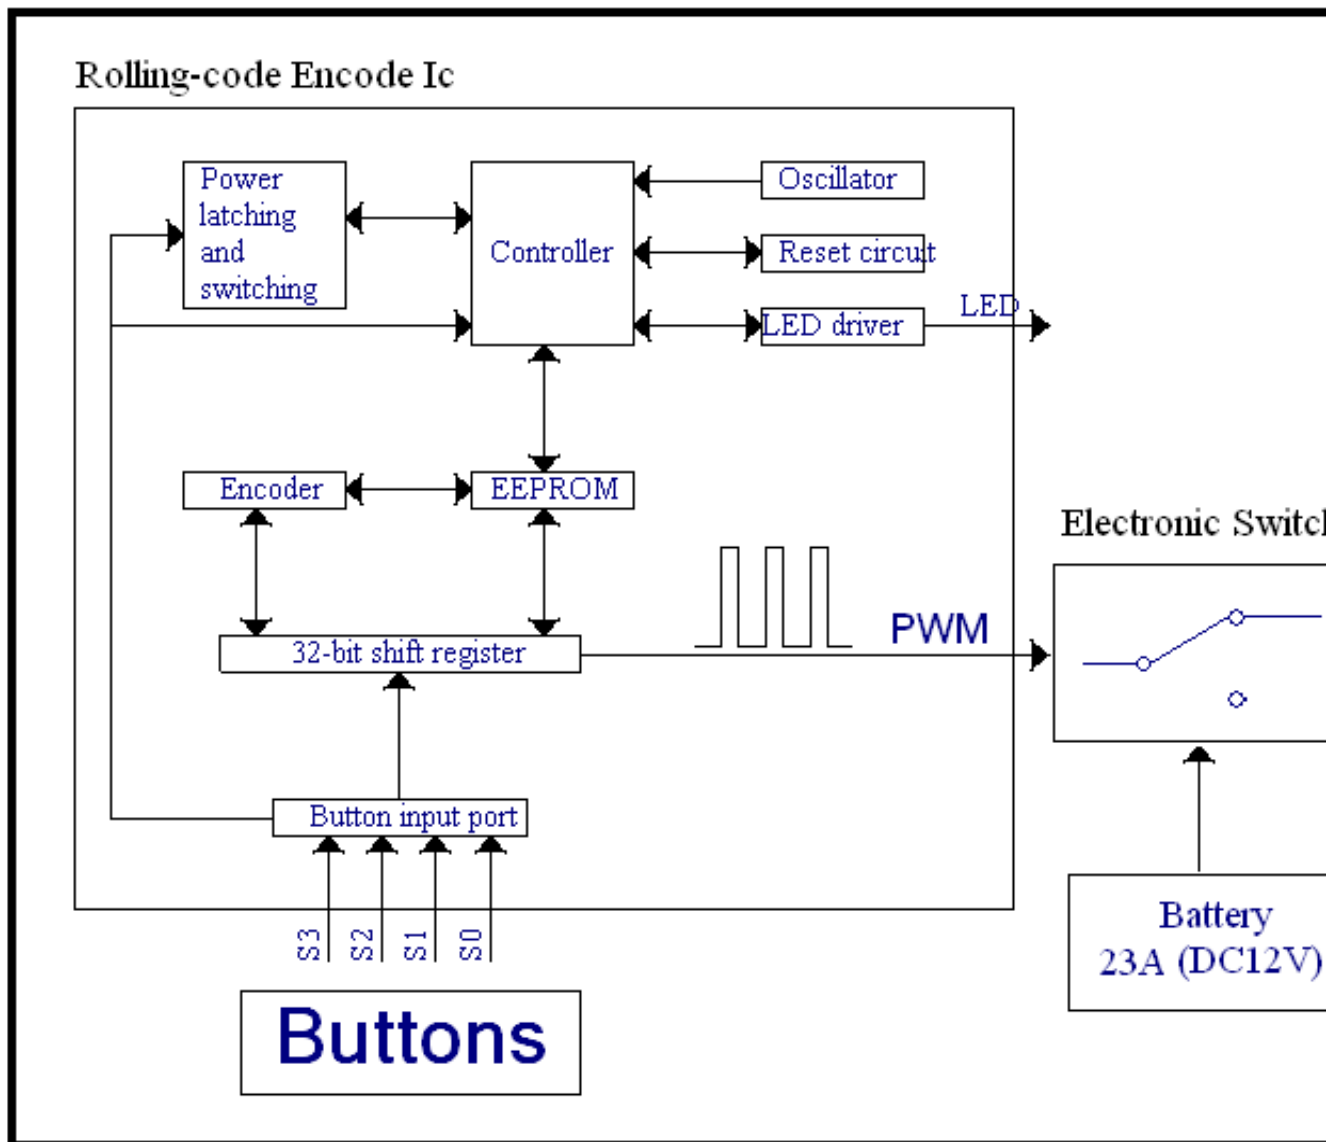 Rolling-code Encode Ic
Power
latching
and
switching
Controller
Oscillator
Reset circuit
LED driver
LED
Encoder
EEPROM
Electronic Switch
32-bit shift register
PWM
Button input port
S3
S2
S1
S0
Battery
23A (DC12V)
Buttons